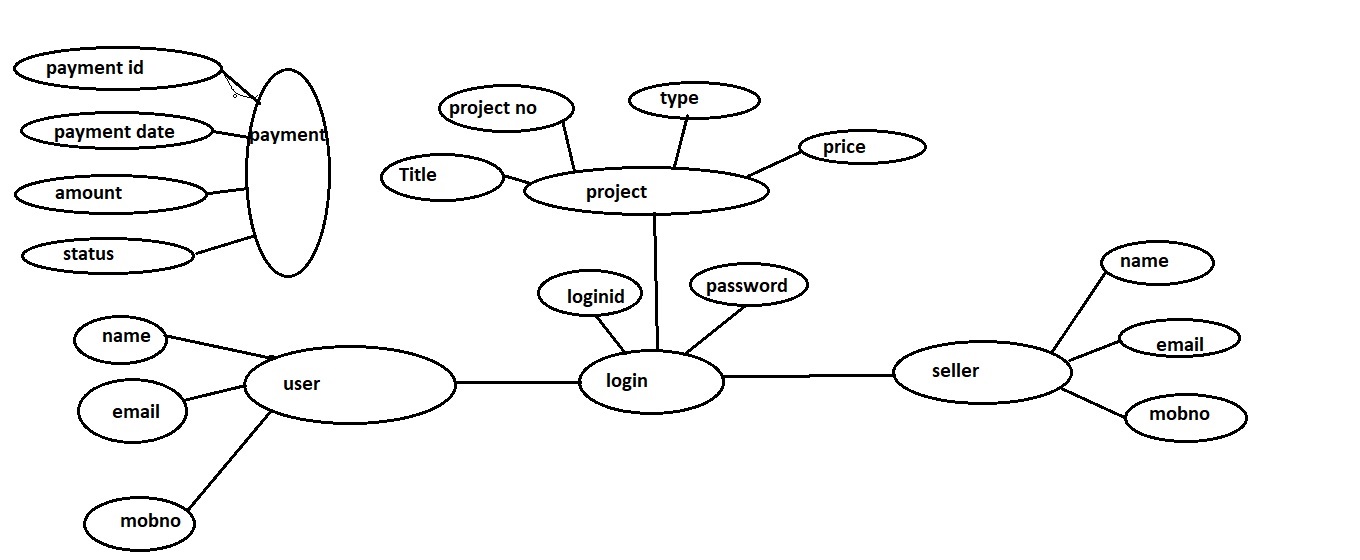 payment id
payment date
amount
status
payment
project no
type
price
Title
project
loginid
password
name
email
mobno
user
login
seller
name
email
mobno